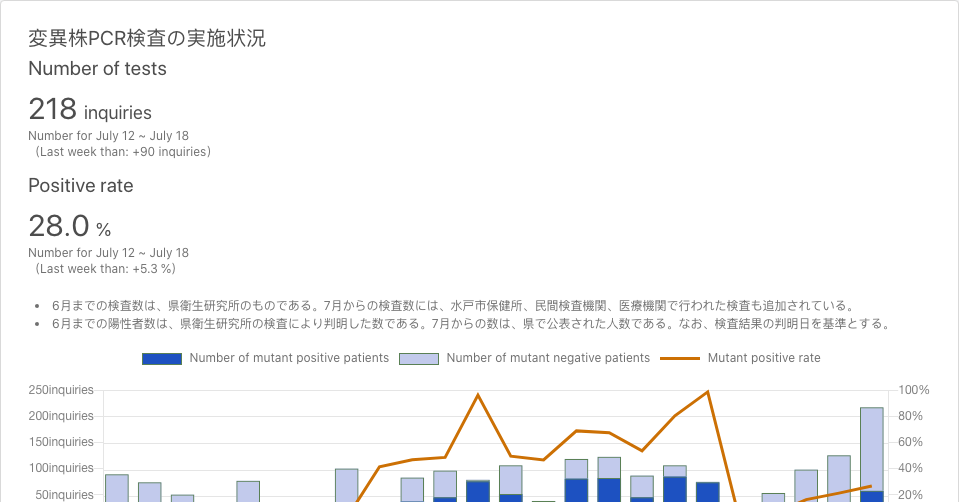 変異株PCR検査の実施状況
Number of tests
218 inquiries
Number for July 12 ~ July 18
（Last week than: +90 inquiries）
Positive rate
28.0 %
Number for July 12 ~ July 18
（Last week than: +5.3 %）
• 6月までの検査数は、県衛生研究所のものである。7月からの検査数には、水戸市保健所、民間検査機関、医療機関で行われた検査も追加されている。
• 6月までの陽性者数は、県衛生研究所の検査により判明した数である。7月からの数は、県で公表された人数である。なお、検査結果の判明日を基準とする。
Number of mutant positive patients Number of mutant negative patients Mutant positive rate
250inquiries 100%
200inquiries 80%
150inquiries 60%
100inquiries 40%
50inquiries 20%